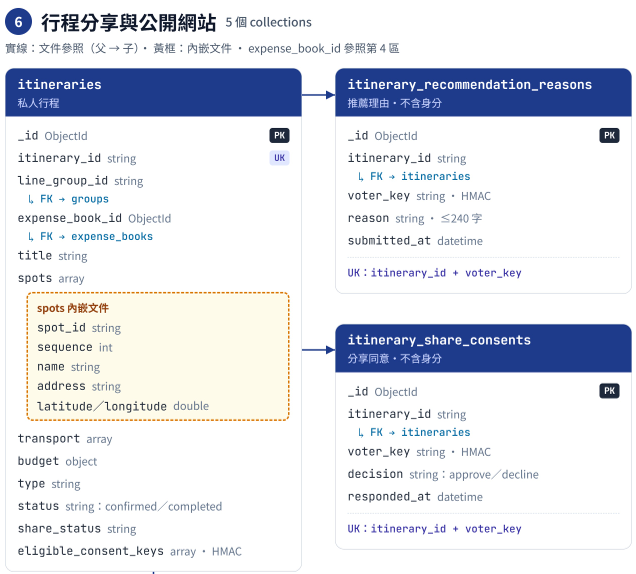 6 行程分享與公開網站 5 個 collections
實線：文件參照（父 → 子）・ 黃框：內嵌文件 ・ expense_book_id 參照第 4 區
itineraries
私人行程
_id ObjectId PK
itinerary_id string UK
line_group_id string
↳ FK → groups
expense_book_id ObjectId
↳ FK → expense_books
title string
spots array
spots 內嵌文件
spot_id string
sequence int
name string
address string
latitude／longitude double
transport array
budget object
type string
status string：confirmed／completed
share_status string
eligible_consent_keys array ・ HMAC
itinerary_recommendation_reasons
推薦理由・不含身分
_id ObjectId PK
itinerary_id string
↳ FK → itineraries
voter_key string ・ HMAC
reason string ・ ≤240 字
submitted_at datetime
UK：itinerary_id + voter_key
itinerary_share_consents
分享同意・不含身分
_id ObjectId PK
itinerary_id string
↳ FK → itineraries
voter_key string ・ HMAC
decision string：approve／decline
responded_at datetime
UK：itinerary_id + voter_key